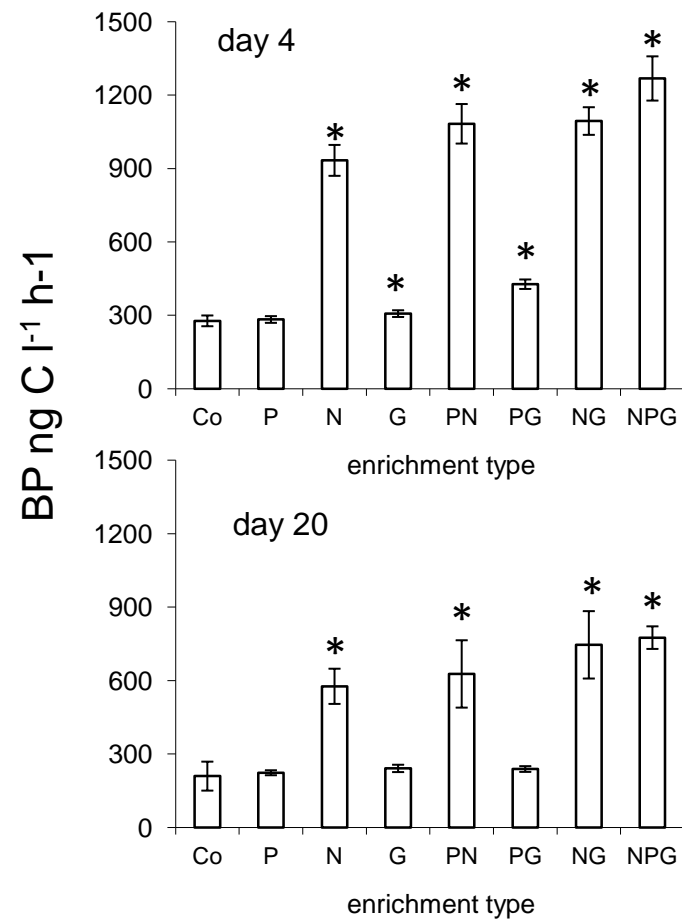 BP ng C l-1 h-1
day 4
1500
1200
900
600
300
0
* * * * * *
Co P N G PN PG NG NPG
enrichment type
day 20
1500
1200
900
600
300
0
* * * *
Co P N G PN PG NG NPG
enrichment type